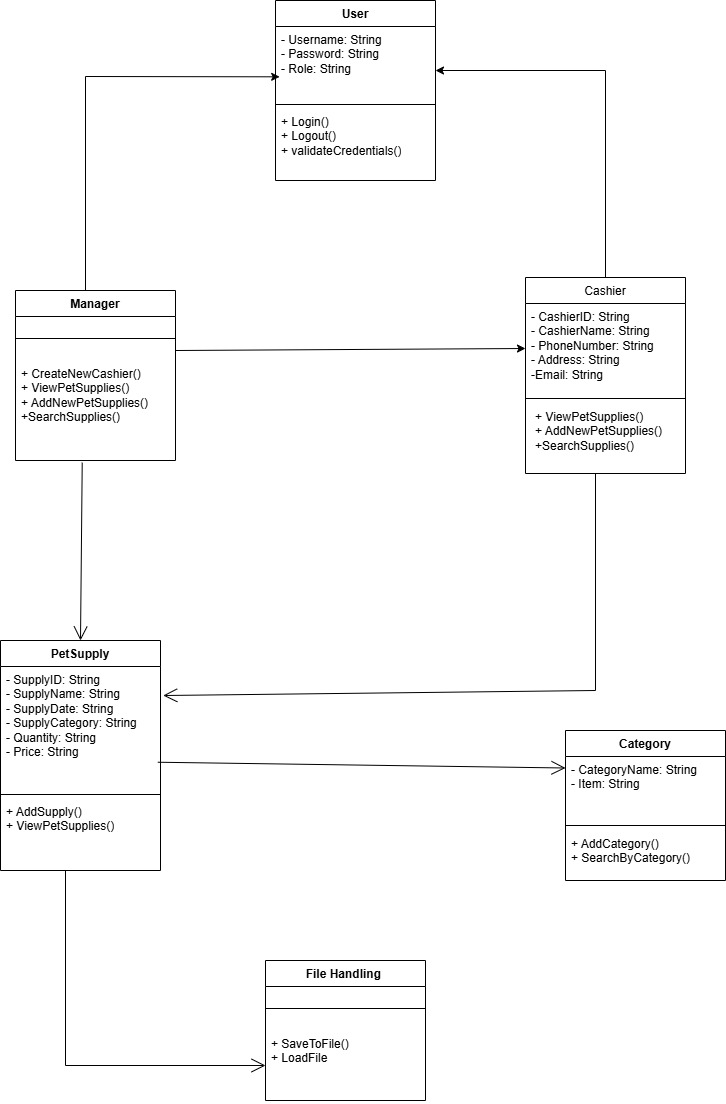 User
- Username: String
- Password: String
- Role: String
+ Login()
+ Logout()
+ validateCredentials()
Manager
+ CreateNewCashier()
+ ViewPetSupplies()
+ AddNewPetSupplies()
+SearchSupplies()
Cashier
- CashierID: String
- CashierName: String
- PhoneNumber: String
- Address: String
-Email: String
+ ViewPetSupplies()
+ AddNewPetSupplies()
+SearchSupplies()
PetSupply
- SupplyID: String
- SupplyName: String
- SupplyDate: String
- SupplyCategory: String
- Quantity: String
- Price: String
+ AddSupply()
+ ViewPetSupplies()
Category
- CategoryName: String
- Item: String
+ AddCategory()
+ SearchByCategory()
File Handling
+ SaveToFile()
+ LoadFile